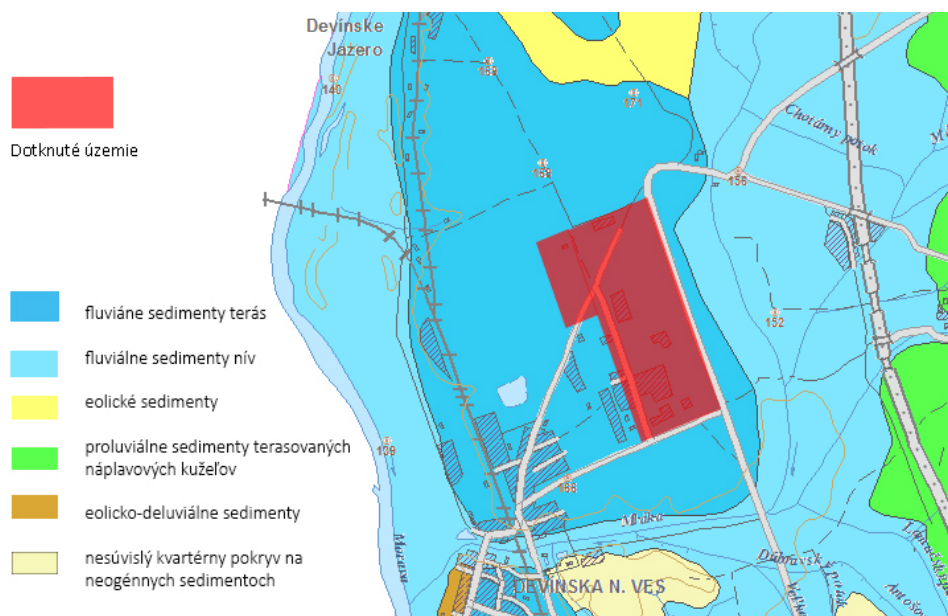 Devínske
Jazero
140
169
171
Chotárny potok
169
156
Dotknuté územie
fluviáne sedimenty terás
fluviálne sedimenty nív
152
eolické sedimenty
proluviálne sedimenty terasovaných
náplavových kužeľov
139
166
eolicko-deluviálne sedimenty
Mláka
Morava
nesúvislý kvartérny pokryv na
neogénnych sedimentoch
DEVÍNSKA N. VES